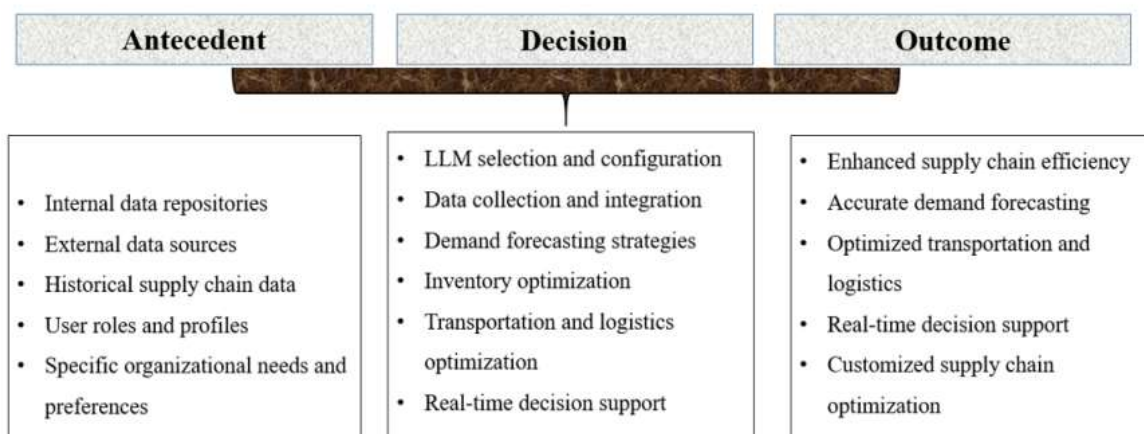 Antecedent
Decision
Outcome
• Internal data repositories
• External data sources
• Historical supply chain data
• User roles and profiles
• Specific organizational needs and
preferences
• LLM selection and configuration
• Data collection and integration
• Demand forecasting strategies
• Inventory optimization
• Transportation and logistics
optimization
• Real-time decision support
• Enhanced supply chain efficiency
• Accurate demand forecasting
• Optimized transportation and
logistics
• Real-time decision support
• Customized supply chain
optimization